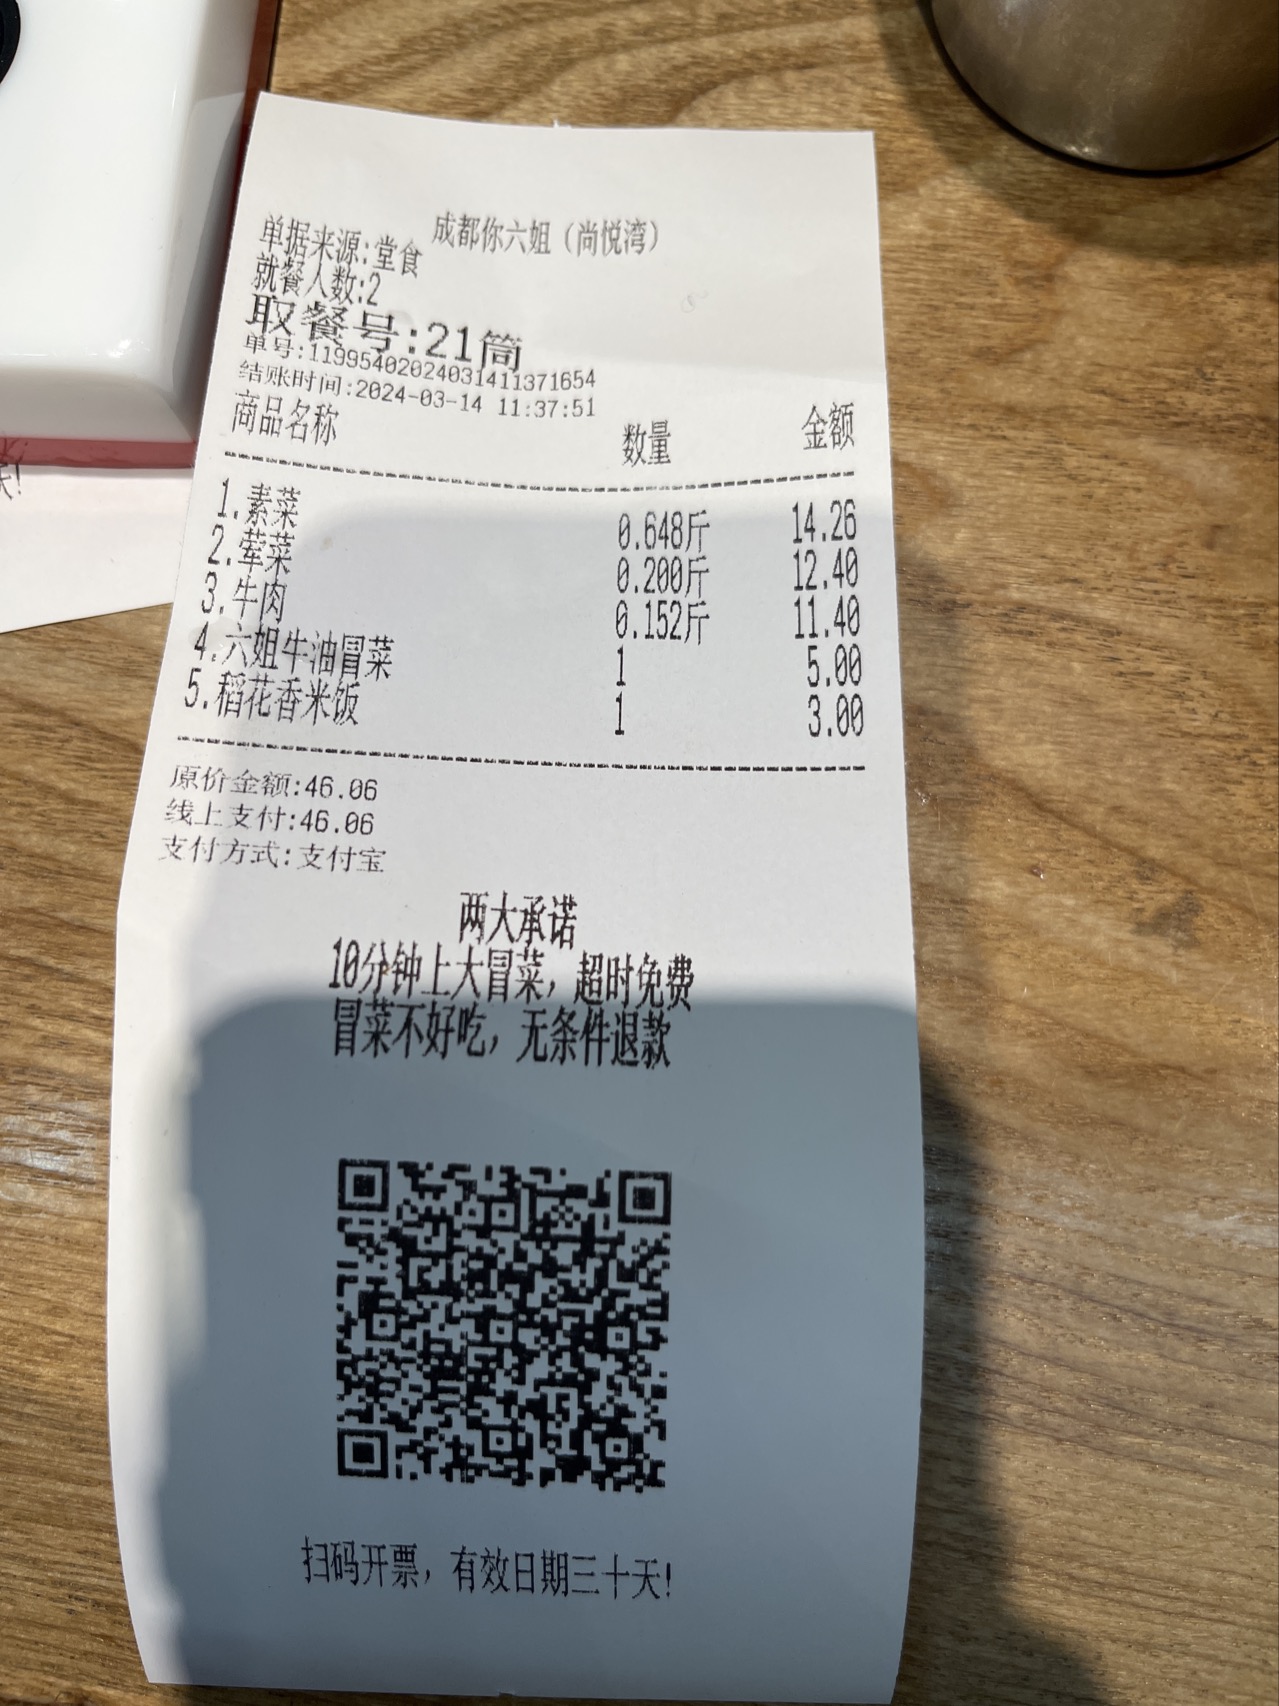 成都你六姐（尚悦湾）
单据来源:堂食
就餐人数:2
取餐号:21筒
单号:11995402024031411371654
结账时间:2024-03-14 11:37:51
商品名称 数量 金额
1.素菜 0.648斤 14.26
2.荤菜 0.200斤 12.40
3.牛肉 0.152斤 11.40
4.六姐牛油冒菜 1 5.00
5.稻花香米饭 1 3.00
原价金额:46.06
线上支付:46.06
支付方式:支付宝
两大承诺
10分钟上大冒菜，超时免费
冒菜不好吃，无条件退款
扫码开票，有效日期三十天!